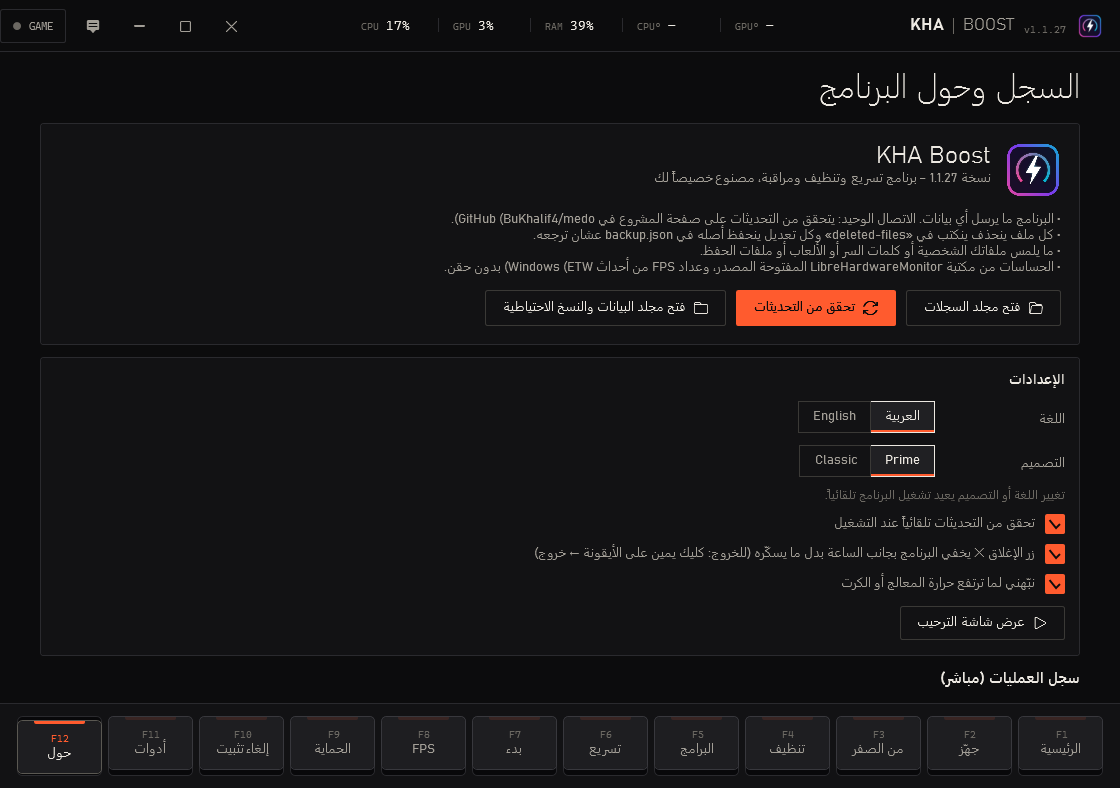 GAME
CPU 17% GPU 3% RAM 39% CPU° — GPU° —
KHA | BOOST v1.1.27
السجل وحول البرنامج
KHA Boost
نسخة 1.1.27 – برنامج تسريع وتنظيف ومراقبة، مصنوع خصيصاً لك
• البرنامج ما يرسل أي بيانات. الاتصال الوحيد: يتحقق من التحديثات على صفحة المشروع في GitHub (BuKhalif4/medo).
• كل ملف ينحذف ينكتب في «deleted-files» وكل تعديل ينحفظ أصله في backup.json عشان ترجعه.
• ما يلمس ملفاتك الشخصية أو كلمات السر أو الألعاب أو ملفات الحفظ.
• الحساسات من مكتبة LibreHardwareMonitor المفتوحة المصدر، وعداد FPS من أحداث Windows (ETW) بدون حقن.
فتح مجلد السجلات
تحقق من التحديثات
فتح مجلد البيانات والنسخ الاحتياطية
الإعدادات
اللغة العربية English
التصميم Prime Classic
تغيير اللغة أو التصميم يعيد تشغيل البرنامج تلقائياً.
تحقق من التحديثات تلقائياً عند التشغيل
زر الإغلاق ✕ يخفي البرنامج بجانب الساعة بدل ما يسكّره (للخروج: كليك يمين على الأيقونة ← خروج)
نبّهني لما ترتفع حرارة المعالج أو الكرت
عرض شاشة الترحيب
سجل العمليات (مباشر)
F1
الرئيسية
F2
جهّز
F3
من الصفر
F4
تنظيف
F5
البرامج
F6
تسريع
F7
بدء
F8
FPS
F9
الحماية
F10
إلغاء تثبيت
F11
أدوات
F12
حول